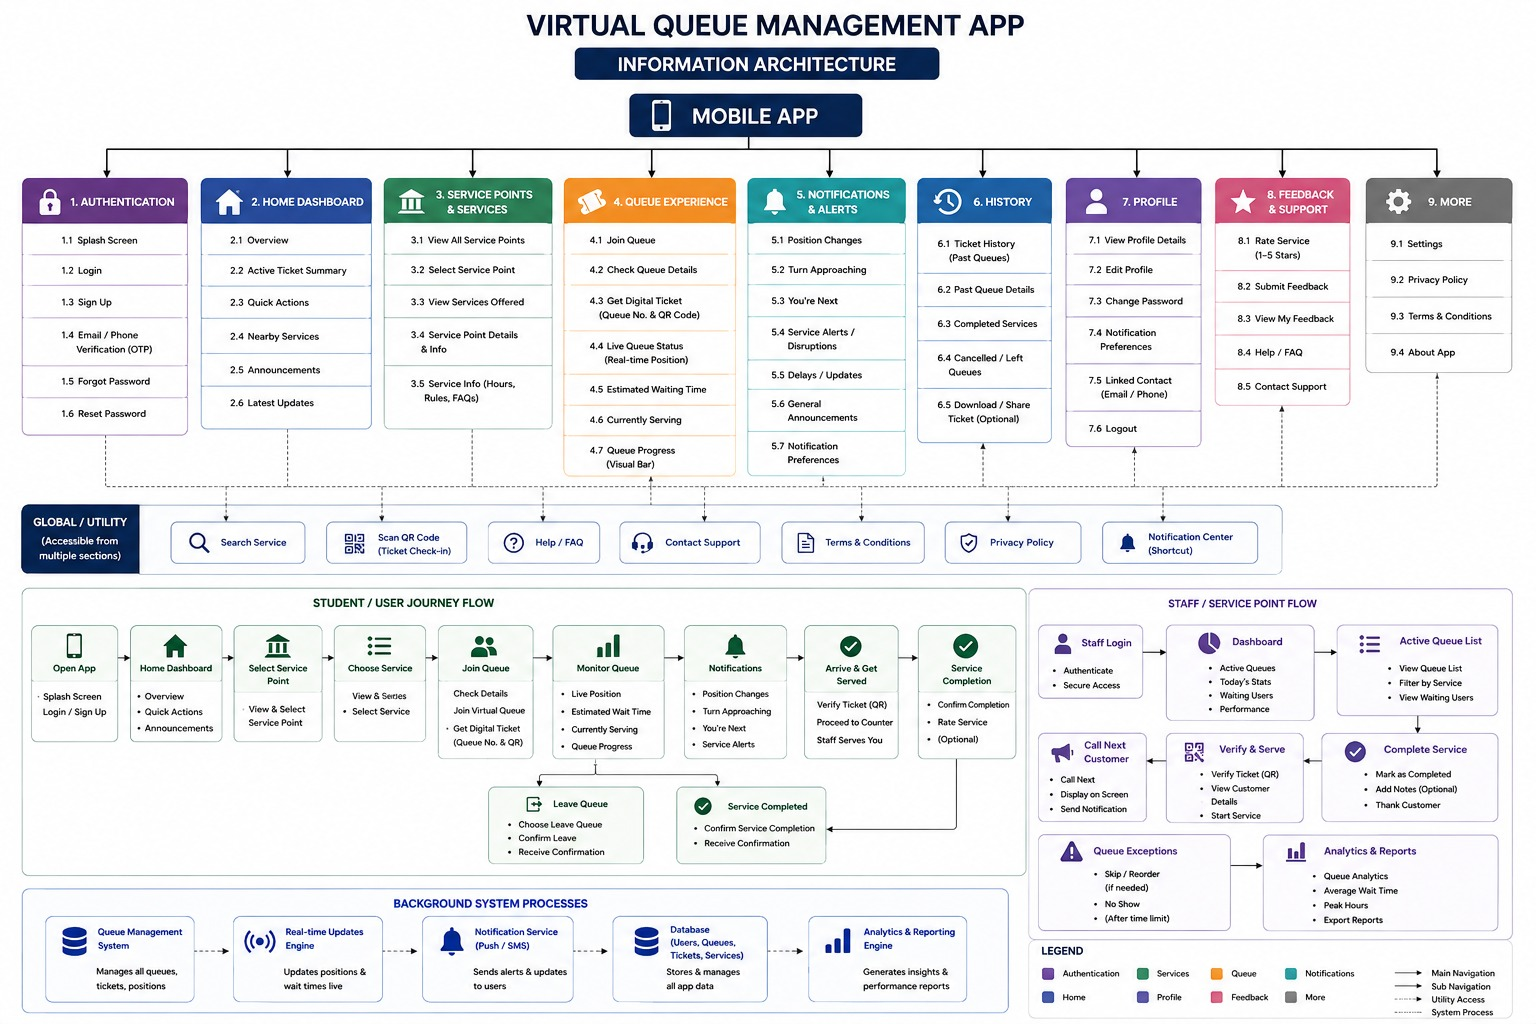 VIRTUAL QUEUE MANAGEMENT APP
INFORMATION ARCHITECTURE
MOBILE APP
1. AUTHENTICATION
1.1 Splash Screen
1.2 Login
1.3 Sign Up
1.4 Email / Phone
Verification (OTP)
1.5 Forgot Password
1.6 Reset Password
2. HOME DASHBOARD
2.1 Overview
2.2 Active Ticket Summary
2.3 Quick Actions
2.4 Nearby Services
2.5 Announcements
2.6 Latest Updates
3. SERVICE POINTS
& SERVICES
3.1 View All Service Points
3.2 Select Service Point
3.3 View Services Offered
3.4 Service Point Details
& Info
3.5 Service Info (Hours,
Rules, FAQs)
4. QUEUE EXPERIENCE
4.1 Join Queue
4.2 Check Queue Details
4.3 Get Digital Ticket
(Queue No. & QR Code)
4.4 Live Queue Status
(Real-time Position)
4.5 Estimated Waiting Time
4.6 Currently Serving
4.7 Queue Progress
(Visual Bar)
5. NOTIFICATIONS
& ALERTS
5.1 Position Changes
5.2 Turn Approaching
5.3 You're Next
5.4 Service Alerts /
Disruptions
5.5 Delays / Updates
5.6 General
Announcements
5.7 Notification
Preferences
6. HISTORY
6.1 Ticket History
(Past Queues)
6.2 Past Queue Details
6.3 Completed Services
6.4 Cancelled / Left
Queues
6.5 Download / Share
Ticket (Optional)
7. PROFILE
7.1 View Profile Details
7.2 Edit Profile
7.3 Change Password
7.4 Notification
Preferences
7.5 Linked Contact
(Email / Phone)
7.6 Logout
8. FEEDBACK
& SUPPORT
8.1 Rate Service
(1–5 Stars)
8.2 Submit Feedback
8.3 View My Feedback
8.4 Help / FAQ
8.5 Contact Support
9. MORE
9.1 Settings
9.2 Privacy Policy
9.3 Terms & Conditions
9.4 About App
GLOBAL / UTILITY
(Accessible from
multiple sections)
Search Service
Scan QR Code
(Ticket Check-in)
Help / FAQ
Contact Support
Terms & Conditions
Privacy Policy
Notification Center
(Shortcut)
STUDENT / USER JOURNEY FLOW
Open App
· Splash Screen
Login / Sign Up
Home Dashboard
• Overview
• Quick Actions
• Announcements
Select Service
Point
· View & Select
Service Point
Choose Service
View &
• Select Service
Join Queue
Check Details
Join Virtual Queue
· Get Digital Ticket
(Queue No. & QR)
Monitor Queue
• Live Position
• Estimated Wait Time
• Currently Serving
• Queue Progress
Notifications
• Position Changes
• Turn Approaching
• You're Next
• Service Alerts
Arrive & Get
Served
Verify Ticket (QR)
Proceed to Counter
Staff Serves You
Service
Completion
• Confirm Completion
• Rate Service
• (Optional)
Leave Queue
• Choose Leave Queue
• Confirm Leave
• Receive Confirmation
Service Completed
• Confirm Service Completion
• Receive Confirmation
STAFF / SERVICE POINT FLOW
Staff Login
• Authenticate
• Secure Access
Dashboard
• Active Queues
• Today's Stats
• Waiting Users
• Performance
Active Queue List
• View Queue List
• Filter by Service
• View Waiting Users
Call Next
Customer
• Call Next
• Display on Screen
• Send Notification
Verify & Serve
• Verify Ticket (QR)
• View Customer
Details
• Start Service
Complete Service
• Mark as Completed
• Add Notes (Optional)
• Thank Customer
Queue Exceptions
• Skip / Reorder
(if needed)
• No Show
• (After time limit)
Analytics & Reports
• Queue Analytics
• Average Wait Time
• Peak Hours
• Export Reports
BACKGROUND SYSTEM PROCESSES
Queue Management
System
Manages all queues,
tickets, positions
Real-time Updates
Engine
Updates positions &
wait times live
Notification Service
(Push / SMS)
Sends alerts & updates
to users
Database
(Users, Queues,
Tickets, Services)
Stores & manages
all app data
Analytics & Reporting
Engine
Generates insights &
performance reports
LEGEND
Authentication
Services
Queue
Notifications
Home
Profile
Feedback
More
Main Navigation
Sub Navigation
Utility Access
System Process